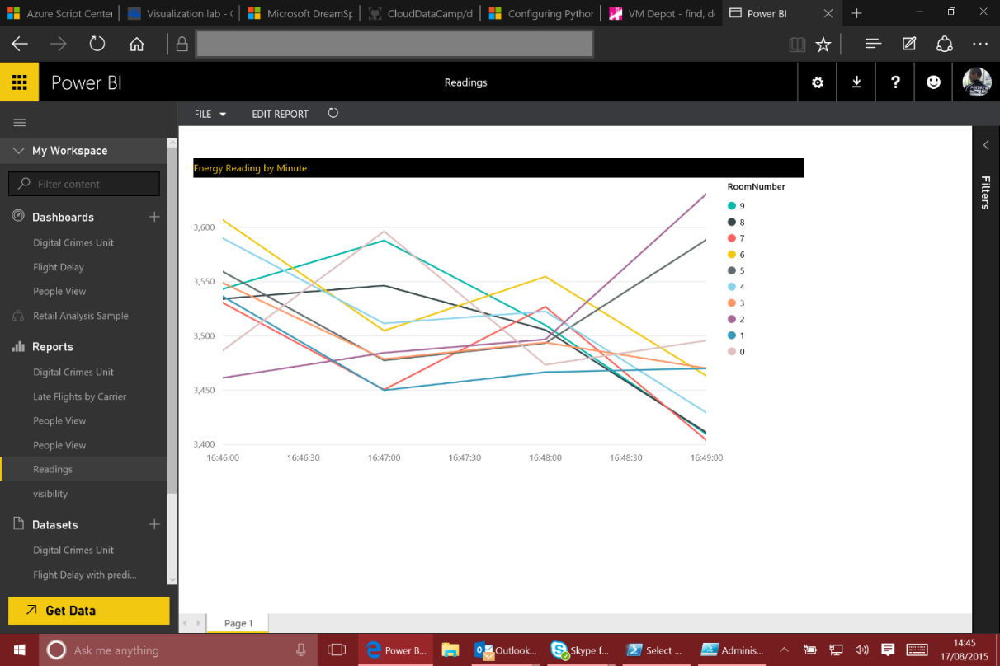 Azure Script Center
Visualization lab - C
Microsoft DreamSp
CloudDataCamp/d
Configuring Python
VM Depot - find, d
Power BI
Power BI
Readings
FILE
EDIT REPORT
My Workspace
Filter content
Dashboards
Digital Crimes Unit
Flight Delay
People View
Retail Analysis Sample
Reports
Digital Crimes Unit
Late Flights by Carrier
People View
People View
Readings
visibility
Datasets
Digital Crimes Unit
Flight Delay with predi...
Get Data
Energy Reading by Minute
3,600
3,550
3,500
3,450
3,400
16:46:00
16:46:30
16:47:00
16:47:30
16:48:00
16:48:30
16:49:00
RoomNumber
9
8
7
6
5
4
3
2
1
0
Filters
Page 1
Ask me anything
Power B...
Outlook...
Skype f...
Select ...
Adminis...
14:45
17/08/2015